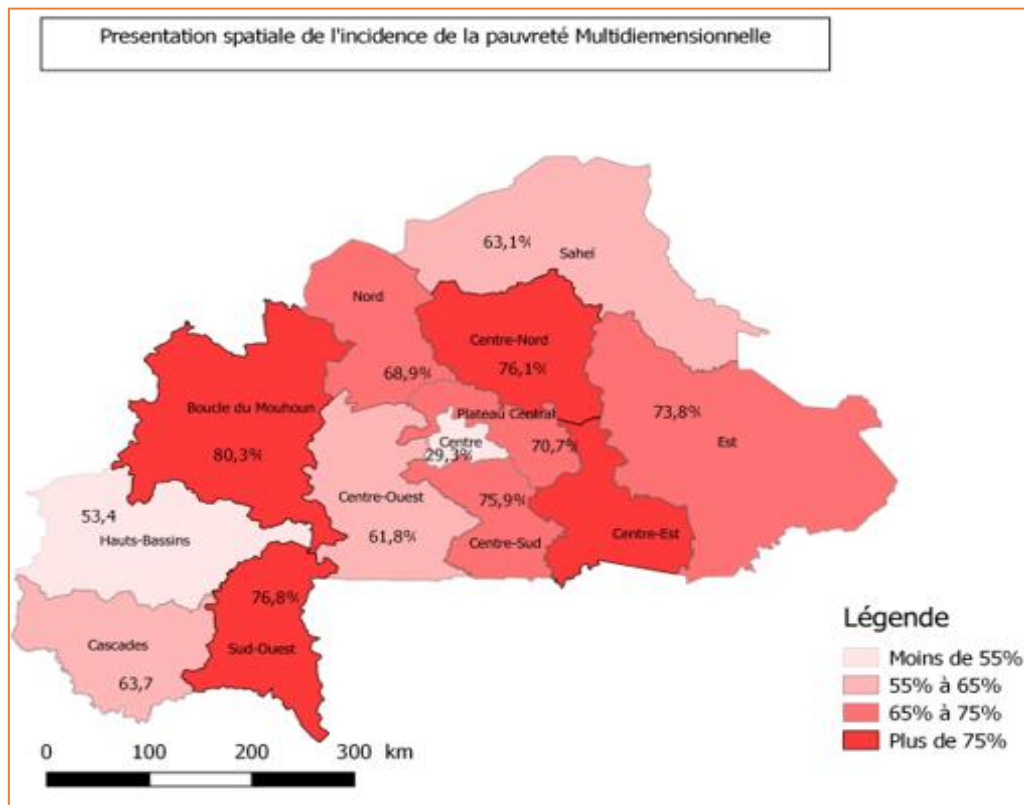 Presentation spatiale de l'incidence de la pauvreté Multidiemensionnelle
63,1%
Sahel
Nord
68,9%
Centre-Nord
76,1%
Boucle du Mouhoun
80,3%
Plateau Central
70,7%
Centre
29,3%
73,8%
Est
Centre-Ouest
61,8%
75,9%
Centre-Sud
Centre-Est
53,4
Hauts-Bassins
76,8%
Sud-Ouest
Cascades
63,7
Légende
Moins de 55%
55% à 65%
65% à 75%
Plus de 75%
0 100 200 300 km